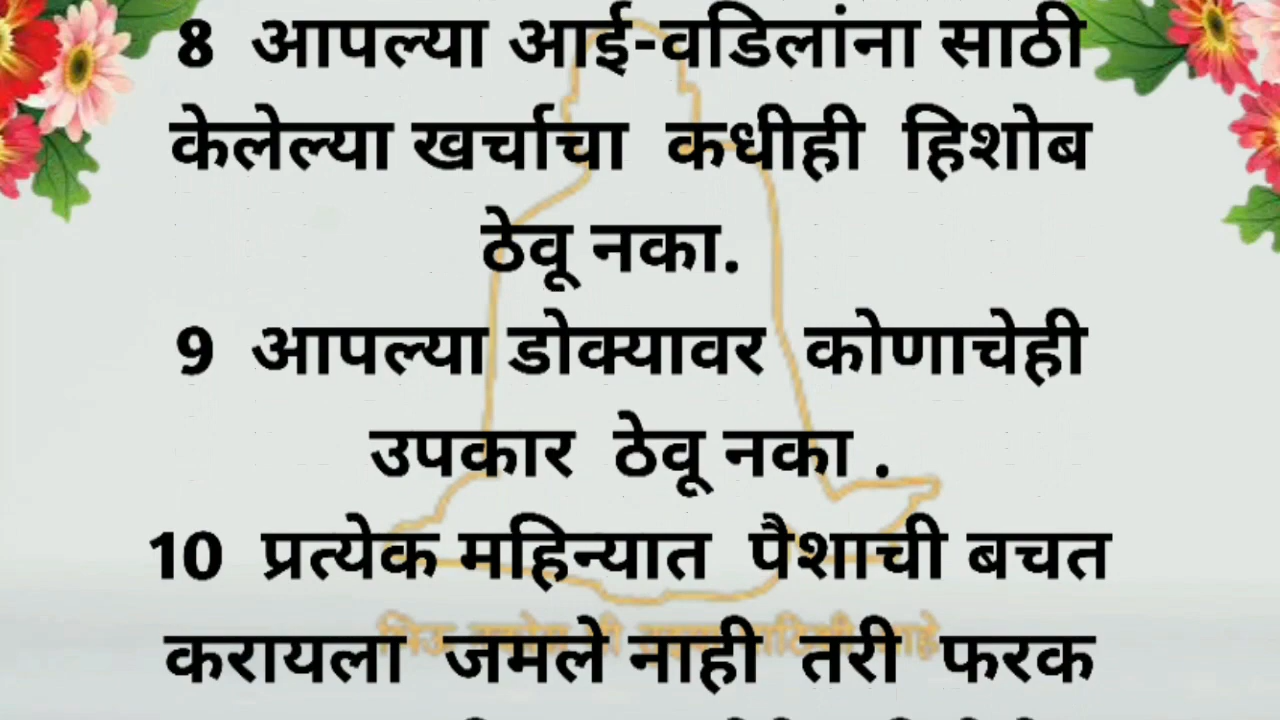 8 आपल्या आई-वडिलांना साठी
केलेल्या खर्चाचा कधीही हिशोब
ठेवू नका.
9 आपल्या डोक्यावर कोणाचेही
उपकार ठेवू नका .
10 प्रत्येक महिन्यात पैशाची बचत
करायला जमले नाही तरी फरक